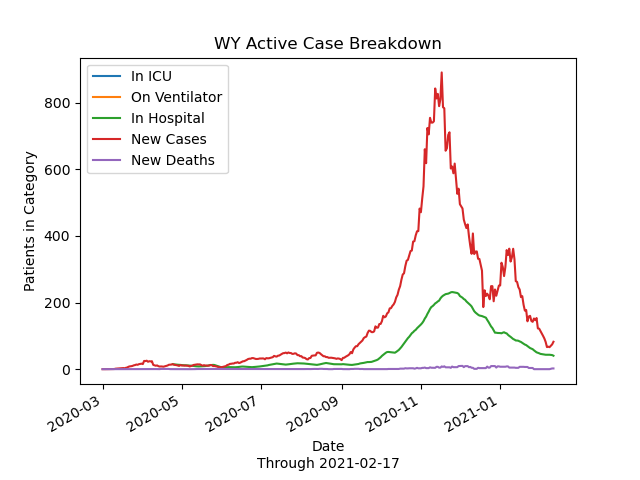 WY Active Case Breakdown
In ICU
On Ventilator
In Hospital
New Cases
New Deaths
Patients in Category
800
600
400
200
0
2020-03
2020-05
2020-07
2020-09
2020-11
2021-01
Date
Through 2021-02-17